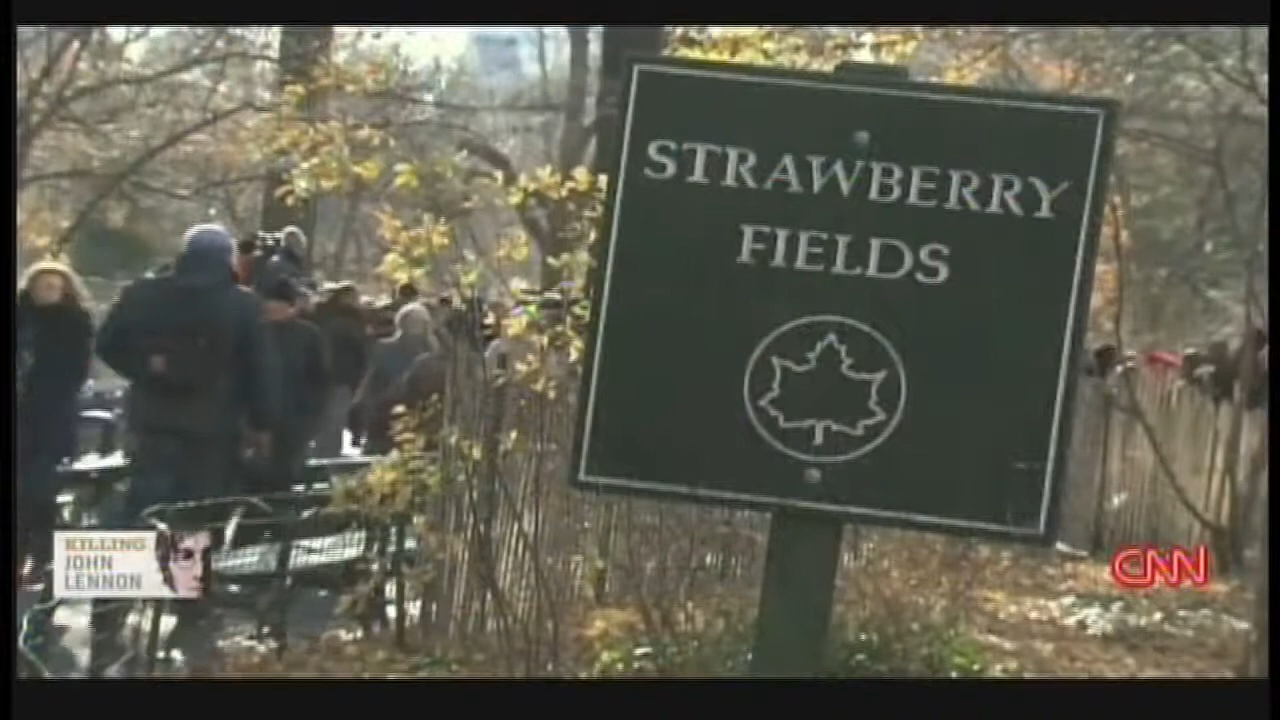 STRAWBERRY
FIELDS
KILLING
JOHN
LENNON
CNN